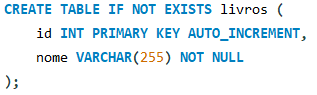 CREATE TABLE IF NOT EXISTS livros (
    id INT PRIMARY KEY AUTO_INCREMENT,
    nome VARCHAR(255) NOT NULL
);